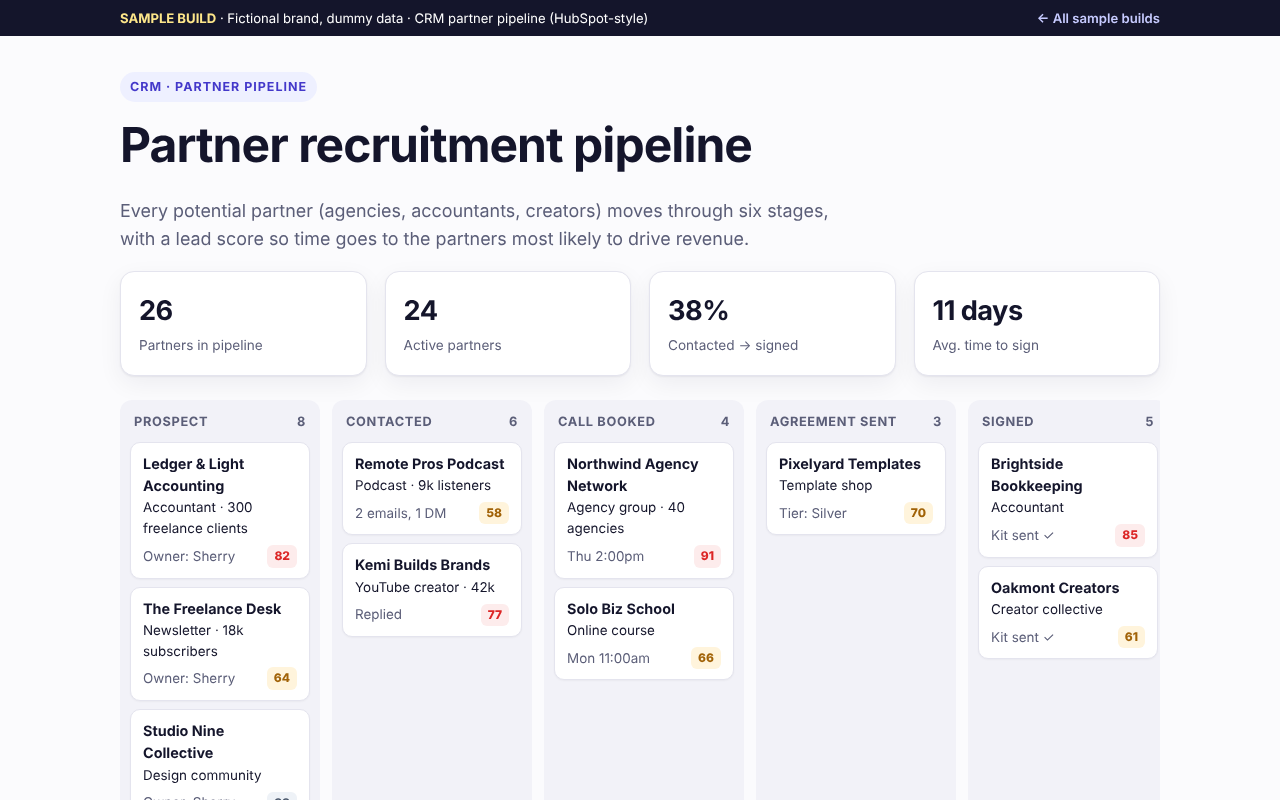 SAMPLE BUILD · Fictional brand, dummy data · CRM partner pipeline (HubSpot-style)
← All sample builds
CRM · PARTNER PIPELINE
Partner recruitment pipeline
Every potential partner (agencies, accountants, creators) moves through six stages,
with a lead score so time goes to the partners most likely to drive revenue.
26
Partners in pipeline
24
Active partners
38%
Contacted → signed
11 days
Avg. time to sign
PROSPECT 8
Ledger & Light
Accounting
Accountant · 300
freelance clients
Owner: Sherry 82
The Freelance Desk
Newsletter · 18k
subscribers
Owner: Sherry 64
Studio Nine
Collective
Design community
CONTACTED 6
Remote Pros Podcast
Podcast · 9k listeners
2 emails, 1 DM 58
Kemi Builds Brands
YouTube creator · 42k
Replied 77
CALL BOOKED 4
Northwind Agency
Network
Agency group · 40
agencies
Thu 2:00pm 91
Solo Biz School
Online course
Mon 11:00am 66
AGREEMENT SENT 3
Pixelyard Templates
Template shop
Tier: Silver 70
SIGNED 5
Brightside
Bookkeeping
Accountant
Kit sent ✓ 85
Oakmont Creators
Creator collective
Kit sent ✓ 61